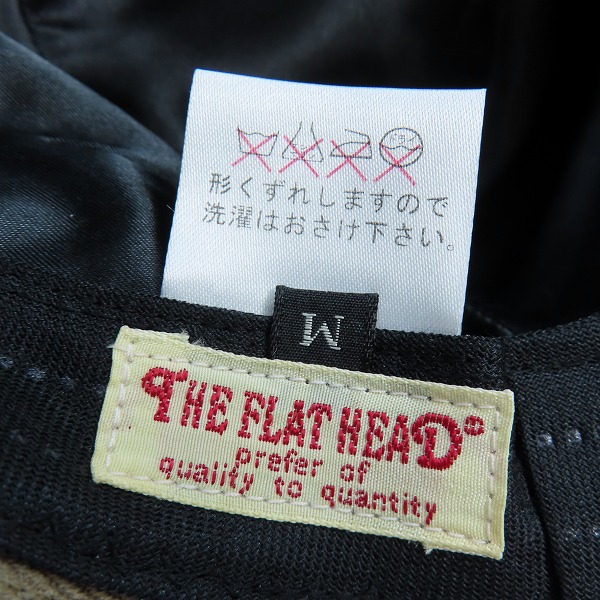 形くずれしますので
洗濯はおさけ下さい。
M
THE FLAT HEAD®
prefer of
quality to quantity